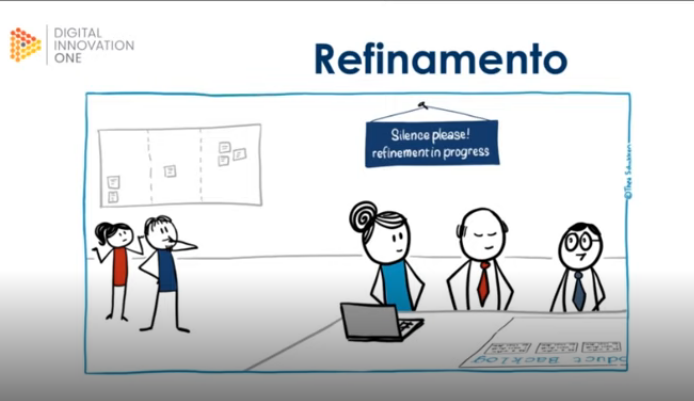 DIGITAL
INNOVATION
ONE
Refinamento
Silence please!
refinement in progress
Product Backlog